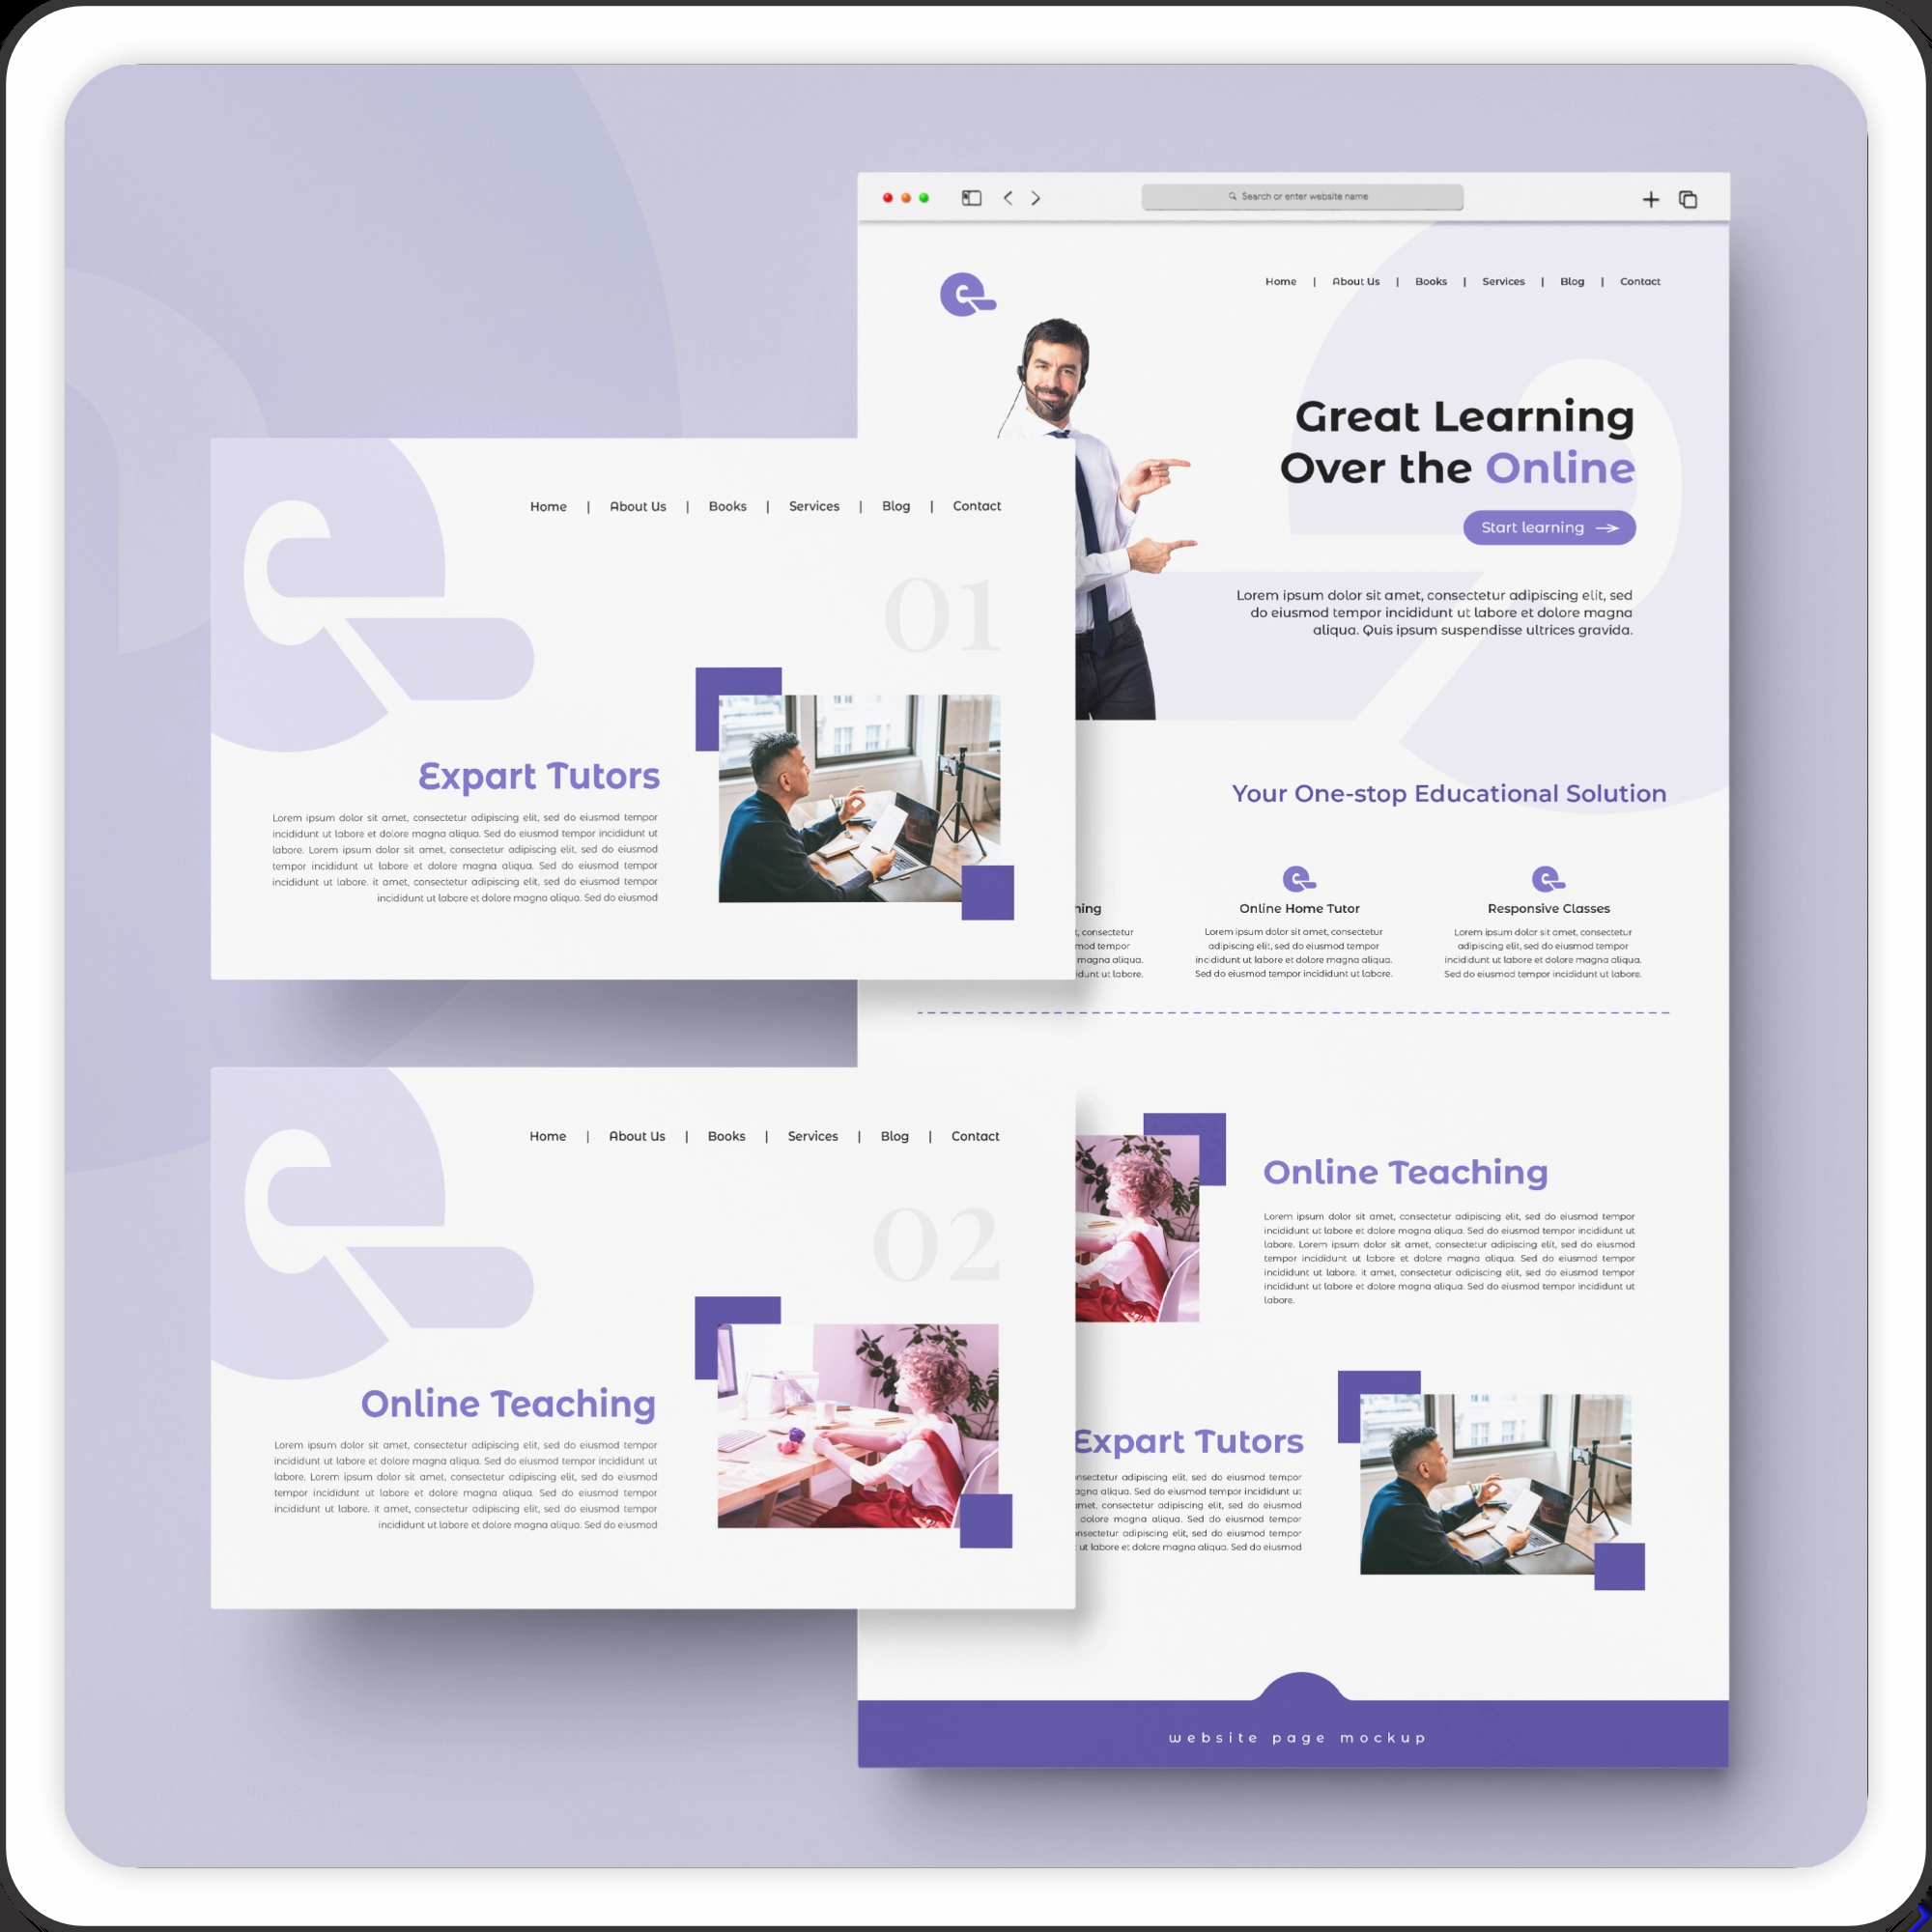 Search or enter website name
Home | About Us | Books | Services | Blog | Contact
Great Learning
Over the Online
Start learning
Lorem ipsum dolor sit amet, consectetur adipiscing elit, sed
do eiusmod tempor incididunt ut labore et dolore magna
aliqua. Quis ipsum suspendisse ultrices gravida.
Your One-stop Educational Solution
consectetur
tempor
magna aliqua.
ut labore.
Online Home Tutor
Lorem ipsum dolor sit amet, consectetur
adipiscing elit, sed do eiusmod tempor
incididunt ut labore et dolore magna aliqua.
Sed do eiusmod tempor incididunt ut labore.
Responsive Classes
Lorem ipsum dolor sit amet, consectetur
adipiscing elit, sed do eiusmod tempor
incididunt ut labore et dolore magna aliqua.
Sed do eiusmod tempor incididunt ut labore.
Online Teaching
Lorem ipsum dolor sit amet, consectetur adipiscing elit, sed do eiusmod tempor
incididunt ut labore et dolore magna aliqua. Sed do eiusmod tempor incididunt ut
labore. Lorem ipsum dolor sit amet, consectetur adipiscing elit, sed do eiusmod
tempor incididunt ut labore et dolore magna aliqua. Sed do eiusmod tempor
incididunt ut labore. it amet, consectetur adipiscing elit, sed do eiusmod tempor
incididunt ut labore et dolore magna aliqua. Sed do eiusmod tempor incididunt ut
labore.
Expart Tutors
adipiscing elit, sed do eiusmod tempor
aliqua. Sed do eiusmod tempor incididunt ut
consectetur adipiscing elit, sed do eiusmod
dolore magna aliqua. Sed do eiusmod tempor
adipiscing elit, sed do eiusmod tempor
ut labore et dolore magna aliqua. Sed do eiusmod
website page mockup
Home | About Us | Books | Services | Blog | Contact
01
Expart Tutors
Lorem ipsum dolor sit amet, consectetur adipiscing elit, sed do eiusmod tempor
incididunt ut labore et dolore magna aliqua. Sed do eiusmod tempor incididunt ut
labore. Lorem ipsum dolor sit amet, consectetur adipiscing elit, sed do eiusmod
tempor incididunt ut labore et dolore magna aliqua. Sed do eiusmod tempor
incididunt ut labore. it amet, consectetur adipiscing elit, sed do eiusmod tempor
incididunt ut labore et dolore magna aliqua. Sed do eiusmod
Home | About Us | Books | Services | Blog | Contact
02
Online Teaching
Lorem ipsum dolor sit amet, consectetur adipiscing elit, sed do eiusmod tempor
incididunt ut labore et dolore magna aliqua. Sed do eiusmod tempor incididunt ut
labore. Lorem ipsum dolor sit amet, consectetur adipiscing elit, sed do eiusmod
tempor incididunt ut labore et dolore magna aliqua. Sed do eiusmod tempor
incididunt ut labore. it amet, consectetur adipiscing elit, sed do eiusmod tempor
incididunt ut labore et dolore magna aliqua. Sed do eiusmod